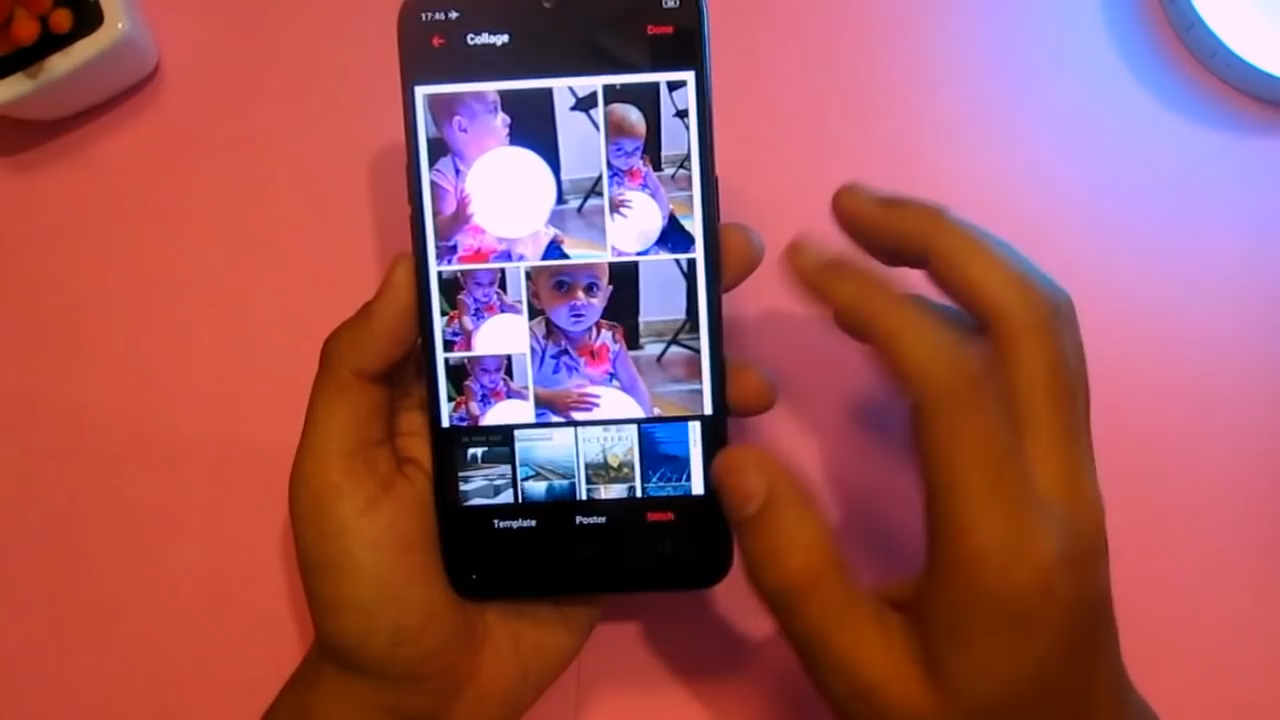 17:46
Collage
Done
ICEBERG
Template
Poster
Stitch